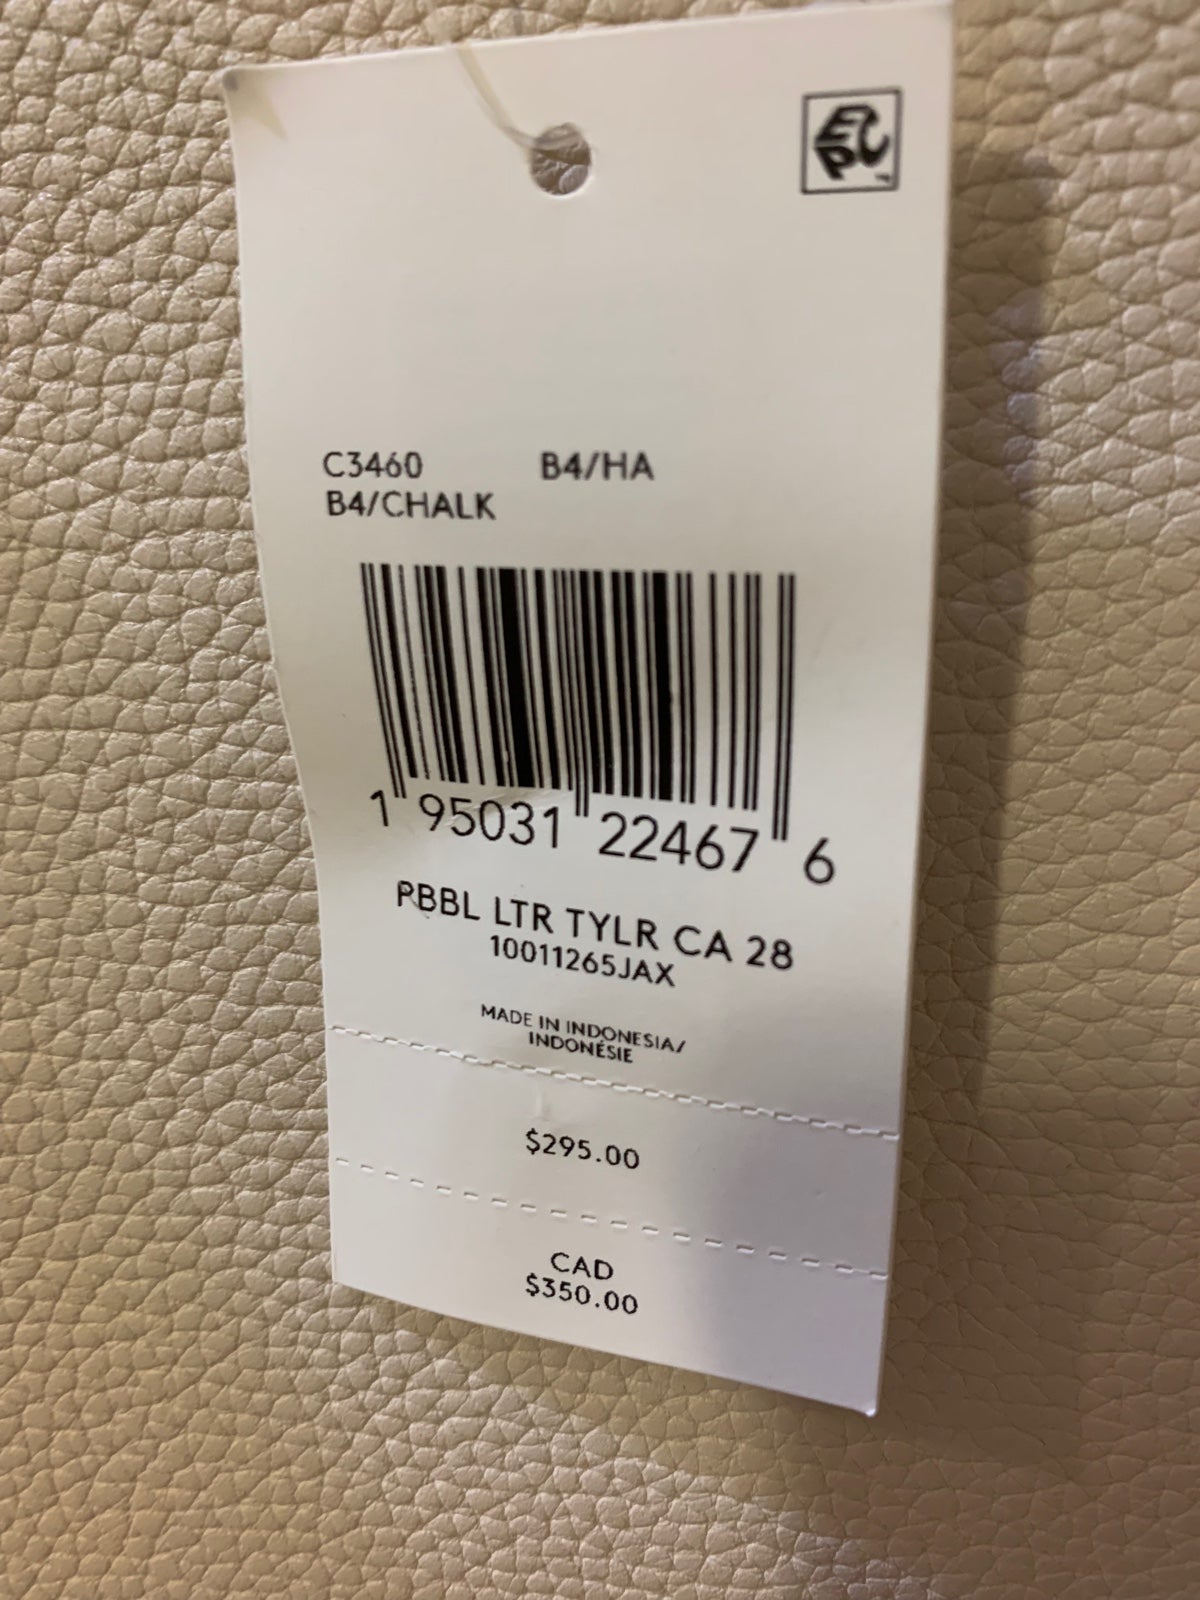 EPC
C3460 B4/HA
B4/CHALK
1 95031 22467 6
PBBL LTR TYLR CA 28
10011265JAX
MADE IN INDONESIA/
INDONÉSIE
$295.00
CAD
$350.00